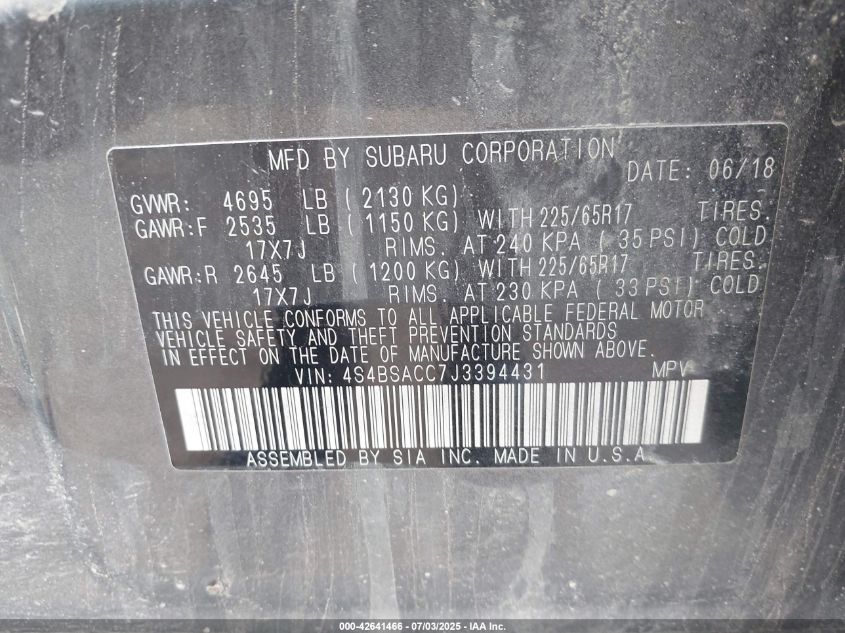 MFD BY SUBARU CORPORATION DATE: 06/18
GVWR: 4695 LB ( 2130 KG)
GAWR:F 2535 LB ( 1150 KG) WITH 225/65R17 TIRES.
17X7J RIMS. AT 240 KPA ( 35 PSI) COLD
GAWR:R 2645 LB ( 1200 KG) WITH 225/65R17 TIRES.
17X7J RIMS. AT 230 KPA ( 33 PSI) COLD
THIS VEHICLE CONFORMS TO ALL APPLICABLE FEDERAL MOTOR
VEHICLE SAFETY AND THEFT PREVENTION STANDARDS
IN EFFECT ON THE DATE OF MANUFACTURE SHOWN ABOVE.
VIN: 4S4BSACC7J3394431 MPV
ASSEMBLED BY SIA INC. MADE IN U.S.A
000-42641466 - 07/03/2025 - IAA Inc.